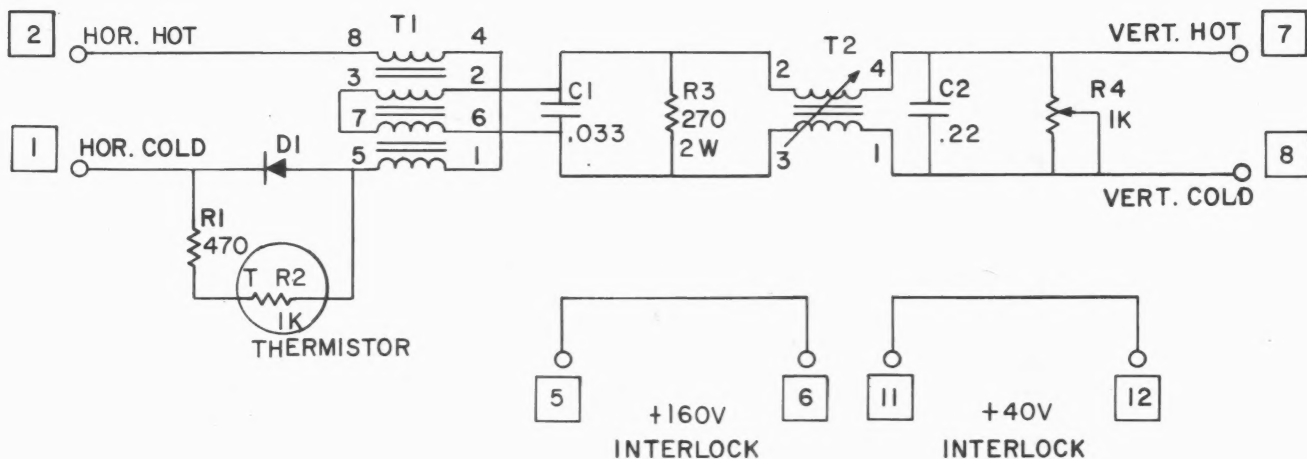 2 HOR. HOT 8 T1 4
3 2
7 6
1 HOR. COLD D1 5 1
R1
470
T R2
1K
THERMISTOR
C1
.033
R3
270
2W
T2
2 4
3 1
C2
.22
R4
1K
VERT. HOT 7
8
VERT. COLD
5 6
+160V
INTERLOCK
11 12
+40V
INTERLOCK